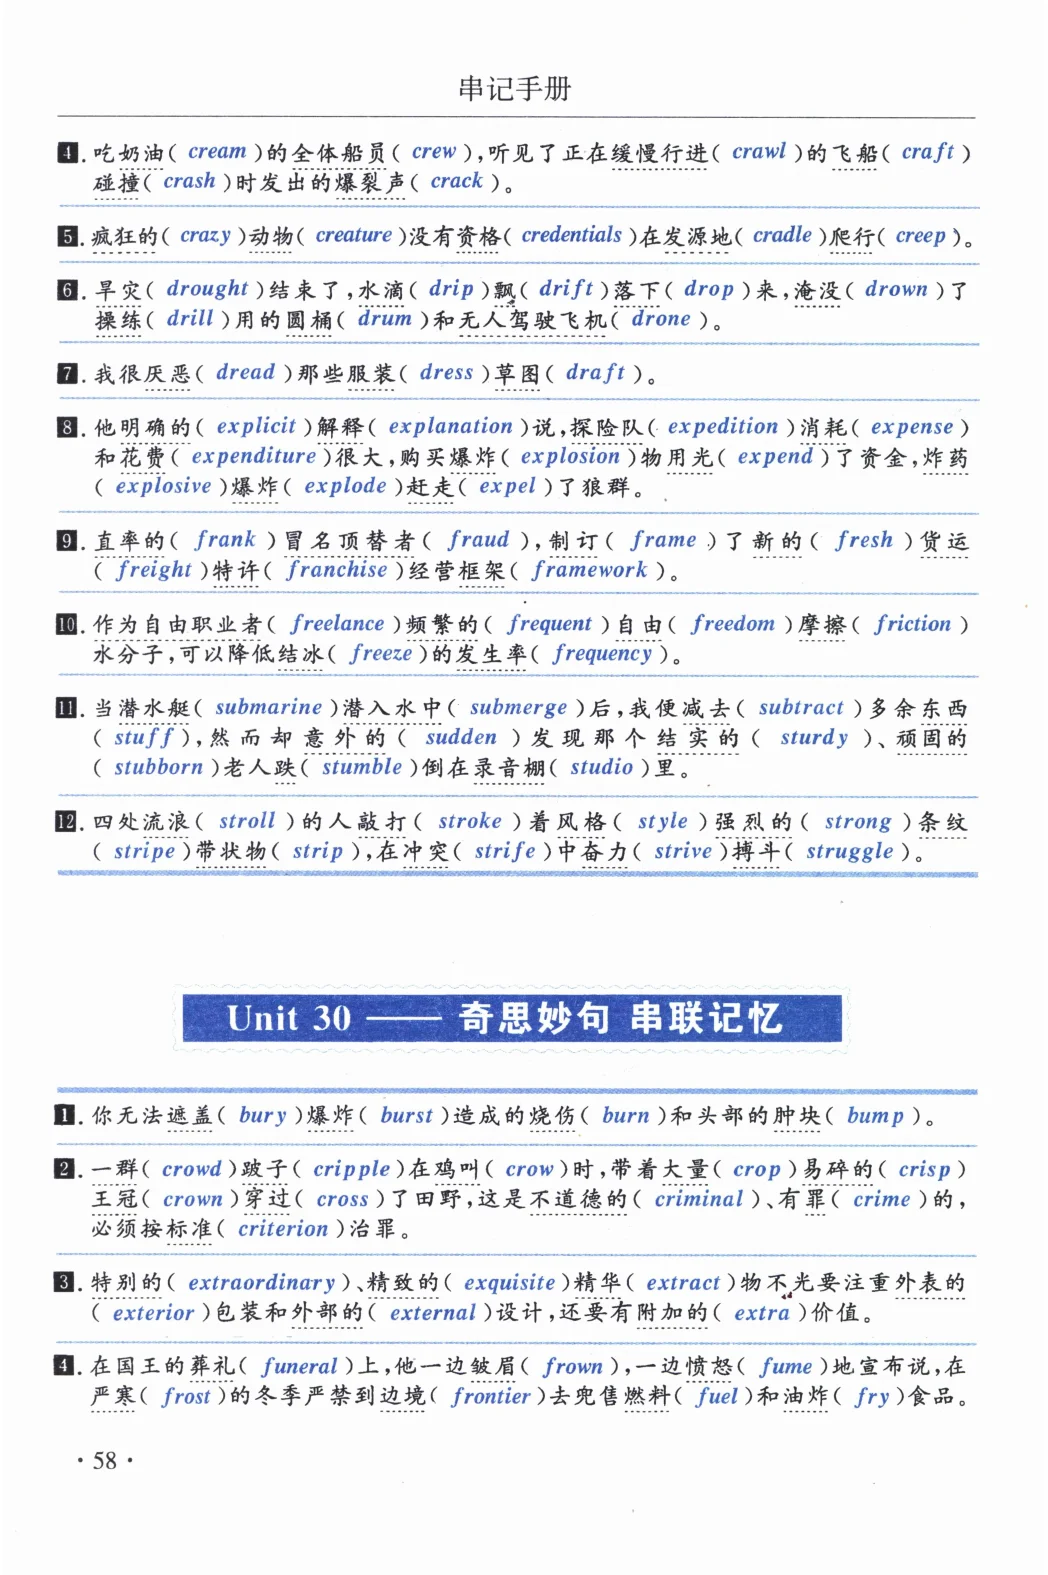 串记手册
4. 吃奶油( cream )的全体船员( crew ),听见了正在缓慢行进( crawl )的飞船( craft )
碰撞( crash )时发出的爆裂声( crack )。
5. 疯狂的( crazy )动物( creature )没有资格( credentials )在发源地( cradle )爬行( creep )。
6. 旱灾( drought )结束了,水滴( drip )飘( drift )落下( drop )来,淹没( drown )了
操练( drill )用的圆桶( drum )和无人驾驶飞机( drone )。
7. 我很厌恶( dread )那些服装( dress )草图( draft )。
8. 他明确的( explicit )解释( explanation )说,探险队( expedition )消耗( expense )
和花费( expenditure )很大,购买爆炸( explosion )物用光( expend )了资金,炸药
( explosive )爆炸( explode )赶走( expel )了狼群。
9. 直率的( frank )冒名顶替者( fraud ),制订( frame )了新的( fresh )货运
( freight )特许( franchise )经营框架( framework )。
10. 作为自由职业者( freelance )频繁的( frequent )自由( freedom )摩擦( friction )
水分子,可以降低结冰( freeze )的发生率( frequency )。
11. 当潜水艇( submarine )潜入水中( submerge )后,我便减去( subtract )多余东西
( stuff ),然而却意外的( sudden )发现那个结实的( sturdy )、顽固的
( stubborn )老人跌( stumble )倒在录音棚( studio )里。
12. 四处流浪( stroll )的人敲打( stroke )着风格( style )强烈的( strong )条纹
( stripe )带状物( strip ),在冲突( strife )中奋力( strive )搏斗( struggle )。
Unit 30 —— 奇思妙句 串联记忆
1. 你无法遮盖( bury )爆炸( burst )造成的烧伤( burn )和头部的肿块( bump )。
2. 一群( crowd )跛子( cripple )在鸡叫( crow )时,带着大量( crop )易碎的( crisp )
王冠( crown )穿过( cross )了田野,这是不道德的( criminal )、有罪( crime )的,
必须按标准( criterion )治罪。
3. 特别的( extraordinary )、精致的( exquisite )精华( extract )物不光要注重外表的
( exterior )包装和外部的( external )设计,还要有附加的( extra )价值。
4. 在国王的葬礼( funeral )上,他一边皱眉( frown ),一边愤怒( fume )地宣布说,在
严寒( frost )的冬季严禁到边境( frontier )去兜售燃料( fuel )和油炸( fry )食品。
· 58 ·